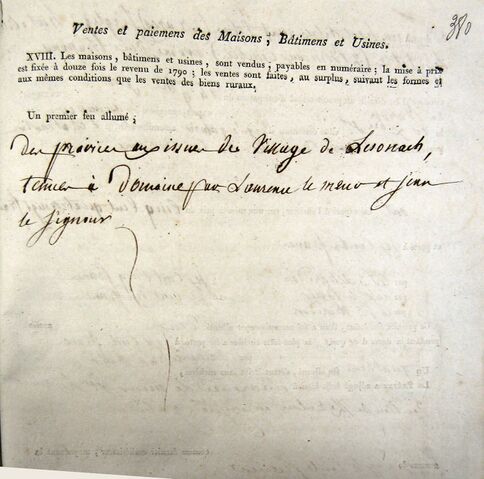 380
Ventes et paiemens des Maisons, Bâtimens et Usines.
XVIII. Les maisons, bâtimens et usines, sont vendus, payables en numéraire; la mise à prix
est fixée à douze fois le revenu de 1790; les ventes sont faites, au surplus, suivant les formes et
aux mêmes conditions que les ventes des biens ruraux.
Un premier feu allumé,
Des aux issues du Village de
tenues à Domaine par Laurence le meur et jean
le Signour